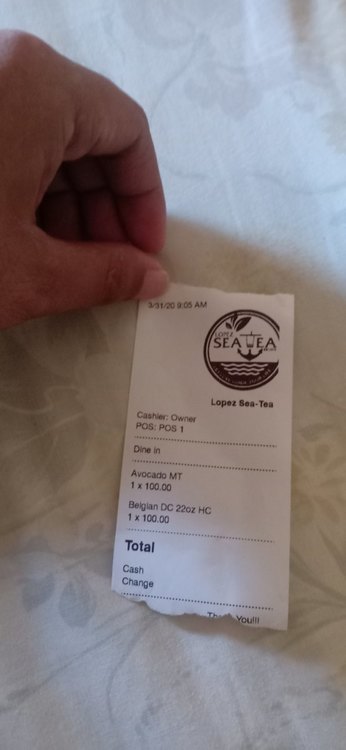 3/31/20 9:05 AM
LOPEZ
SEA TEA
Lopez Sea-Tea
Cashier: Owner
POS: POS 1
Dine in
Avocado MT
1 x 100.00
Belgian DC 22oz HC
1 x 100.00
Total
Cash
Change
You!!!